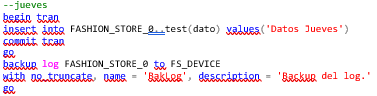 --jueves
begin tran
insert into FASHION_STORE_0..test(dato) values('Datos Jueves')
commit tran
go
backup log FASHION_STORE_0 to FS_DEVICE
with no_truncate, name = 'BakLog', description = 'Backup del log.'
go